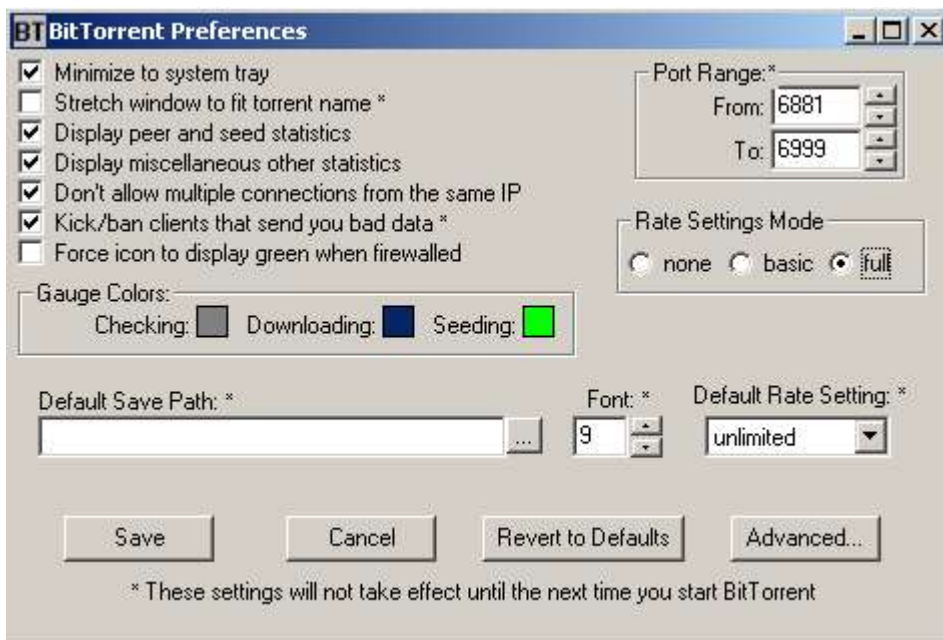 BT BitTorrent Preferences
Minimize to system tray
Stretch window to fit torrent name *
Display peer and seed statistics
Display miscellaneous other statistics
Don't allow multiple connections from the same IP
Kick/ban clients that send you bad data *
Force icon to display green when firewalled
Port Range:*
From: 6881
To: 6999
Rate Settings Mode
none basic full
Gauge Colors:
Checking: Downloading: Seeding:
Default Save Path: *
...
Font: *
9
Default Rate Setting: *
unlimited
Save Cancel Revert to Defaults Advanced...
* These settings will not take effect until the next time you start BitTorrent